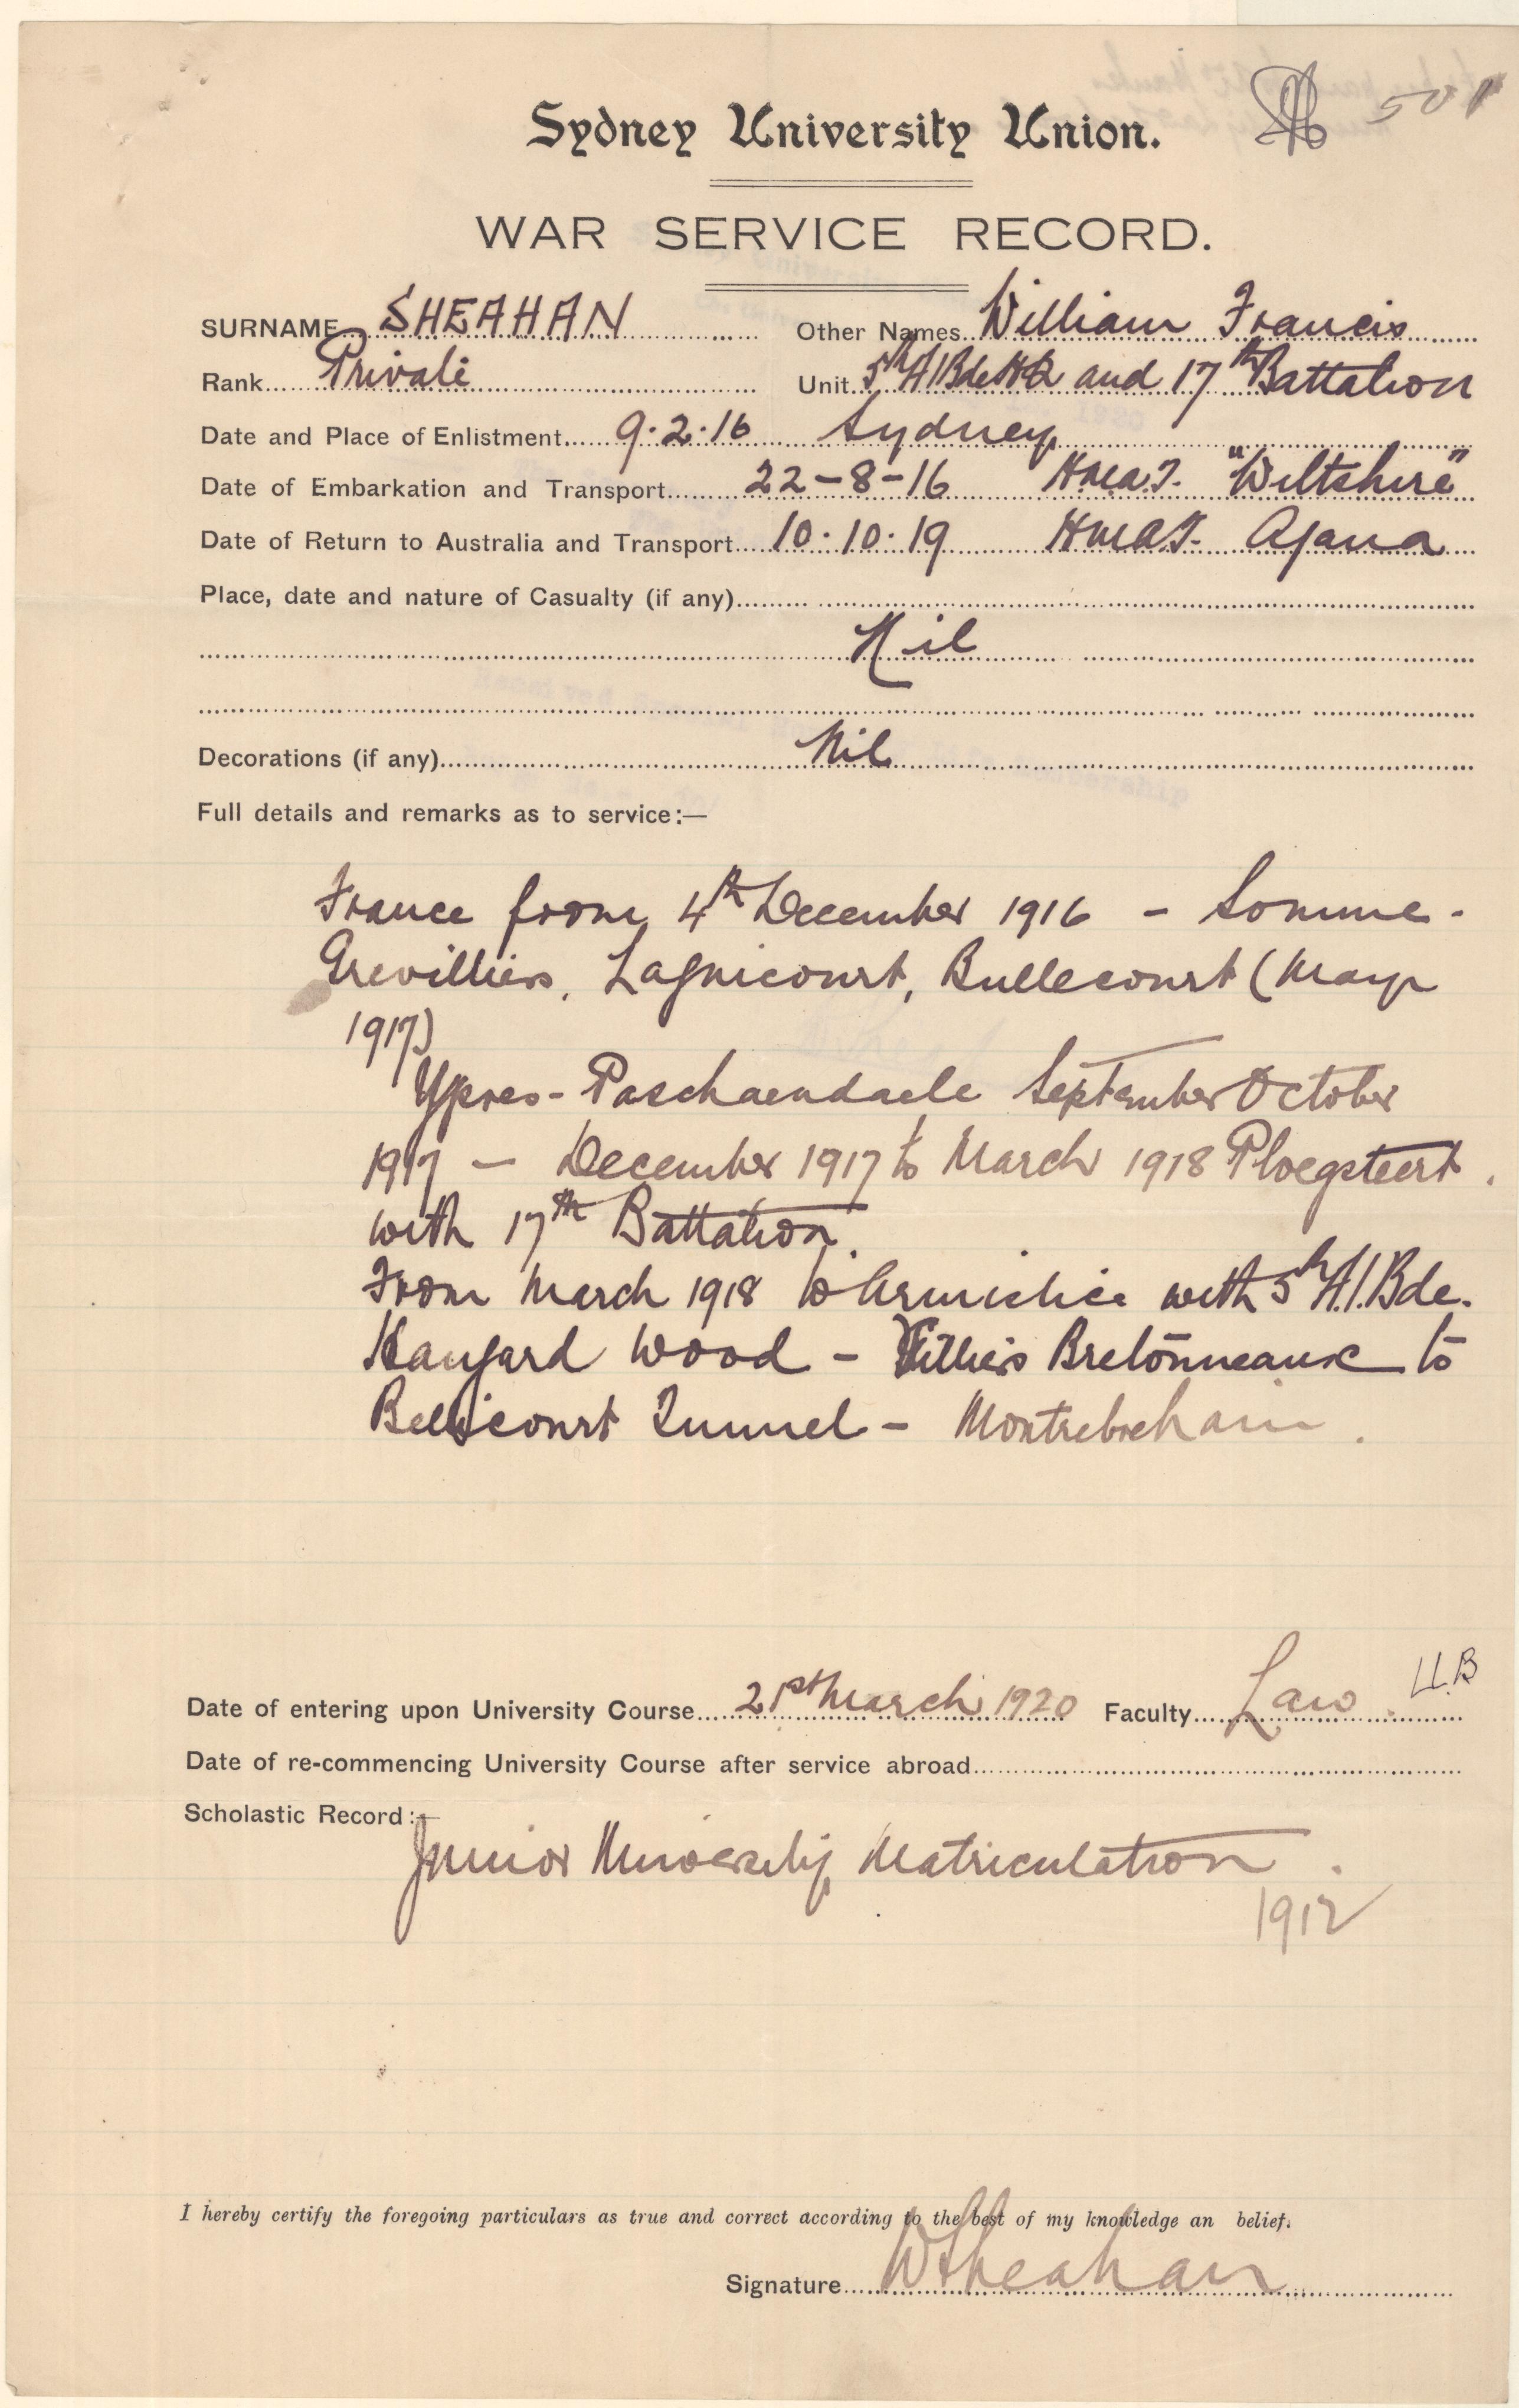 501
Sydney University Union.
WAR SERVICE RECORD.
SURNAME SHEAHAN Other Names William Francis
Rank Private Unit 5th A I Bde HQ and 17th Battalion
Date and Place of Enlistment 9.2.16 Sydney
Date of Embarkation and Transport 22-8-16 H.M.A.T. "Wiltshire"
Date of Return to Australia and Transport 10.10.19 HMAT. Ajana
Place, date and nature of Casualty (if any)
Nil
Decorations (if any) Nil
Full details and remarks as to service:—
France from 4th December 1916 - Somme -
Grevilliers, Lagnicourt, Bullecourt (May
1917)
Ypres - Paschaendaele September October
1917 — December 1917 to March 1918 Ploegsteert.
with 17th Battalion.
From March 1918 to Armistice with 5th A.I. Bde.
Hangard Wood - Villiers Bretonneaux to
Bellicourt Tunnel - Montrebrehain.
Date of entering upon University Course 21st March 1920 Faculty Law. LL.B
Date of re-commencing University Course after service abroad
Scholastic Record:—
Junior University Matriculation.
1912
I hereby certify the foregoing particulars as true and correct according to the best of my knowledge an belief.
Signature WSheahan